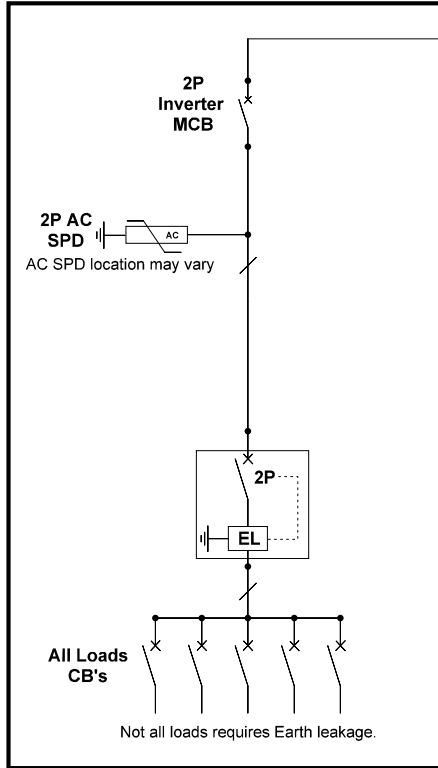 2P
Inverter
MCB
2P AC
SPD
AC
AC SPD location may vary
2P
EL
All Loads
CB's
Not all loads requires Earth leakage.